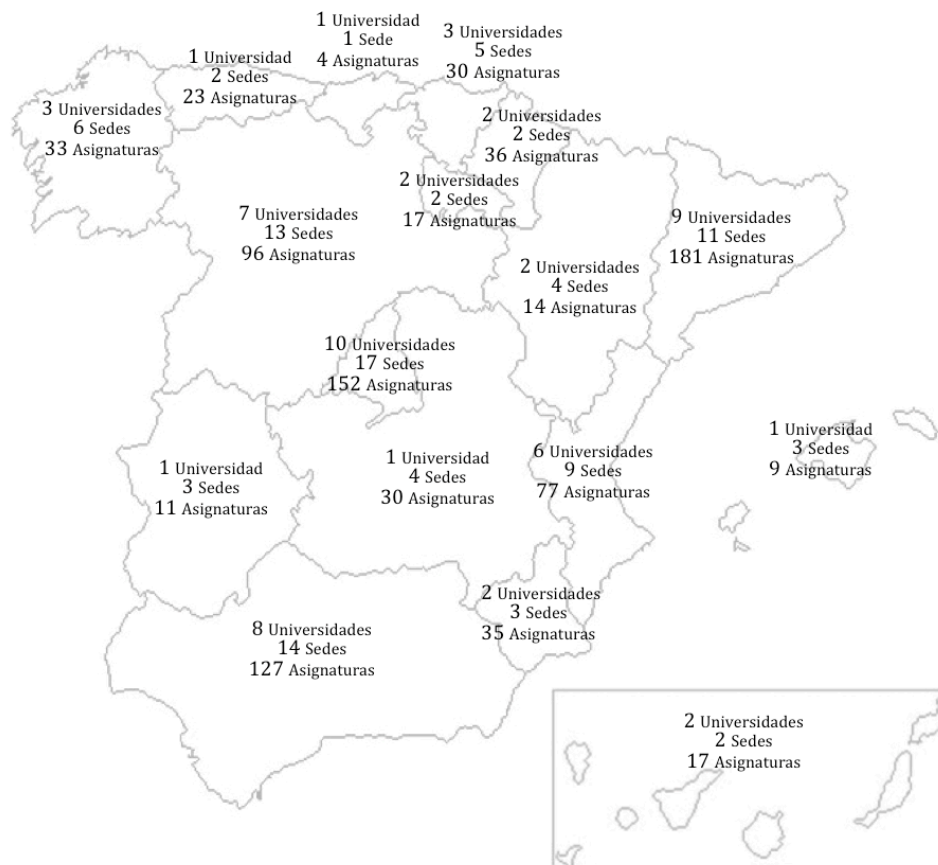 1 Universidad
1 Sede
4 Asignaturas
3 Universidades
5 Sedes
30 Asignaturas
1 Universidad
2 Sedes
23 Asignaturas
3 Universidades
6 Sedes
33 Asignaturas
2 Universidades
2 Sedes
36 Asignaturas
2 Universidades
2 Sedes
17 Asignaturas
7 Universidades
13 Sedes
96 Asignaturas
9 Universidades
11 Sedes
181 Asignaturas
2 Universidades
4 Sedes
14 Asignaturas
10 Universidades
17 Sedes
152 Asignaturas
1 Universidad
3 Sedes
9 Asignaturas
1 Universidad
3 Sedes
11 Asignaturas
1 Universidad
4 Sedes
30 Asignaturas
6 Universidades
9 Sedes
77 Asignaturas
2 Universidades
3 Sedes
35 Asignaturas
8 Universidades
14 Sedes
127 Asignaturas
2 Universidades
2 Sedes
17 Asignaturas